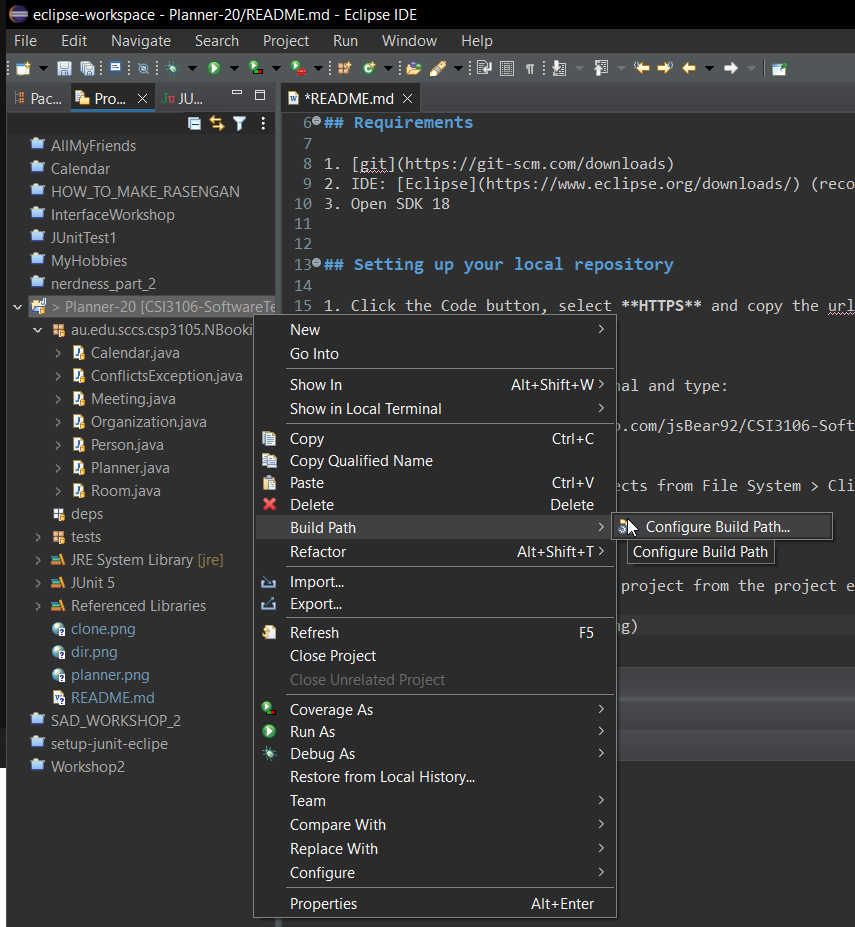 eclipse-workspace - Planner-20/README.md - Eclipse IDE
File Edit Navigate Search Project Run Window Help
Pac... Pro... JU... *README.md
AllMyFriends
Calendar
HOW_TO_MAKE_RASENGAN
InterfaceWorkshop
JUnitTest1
MyHobbies
nerdness_part_2
> Planner-20 [CSI3106-SoftwareTe
au.edu.sccs.csp3105.NBooki
Calendar.java
ConflictsException.java
Meeting.java
Organization.java
Person.java
Planner.java
Room.java
deps
tests
JRE System Library [jre]
JUnit 5
Referenced Libraries
clone.png
dir.png
planner.png
README.md
SAD_WORKSHOP_2
setup-junit-eclipe
Workshop2
6 ## Requirements
7
8 1. [git](https://git-scm.com/downloads)
9 2. IDE: [Eclipse](https://www.eclipse.org/downloads/) (reco
10 3. Open SDK 18
11
12
13 ## Setting up your local repository
14
15 1. Click the Code button, select **HTTPS** and copy the url
nal and type:
o.com/jsBear92/CSI3106-Soft
ects from File System > Cli
project from the project e
ng)
New
Go Into
Show In Alt+Shift+W
Show in Local Terminal
Copy Ctrl+C
Copy Qualified Name
Paste Ctrl+V
Delete Delete
Build Path
Refactor Alt+Shift+T
Import...
Export...
Refresh F5
Close Project
Close Unrelated Project
Coverage As
Run As
Debug As
Restore from Local History...
Team
Compare With
Replace With
Configure
Properties Alt+Enter
Configure Build Path...
Configure Build Path